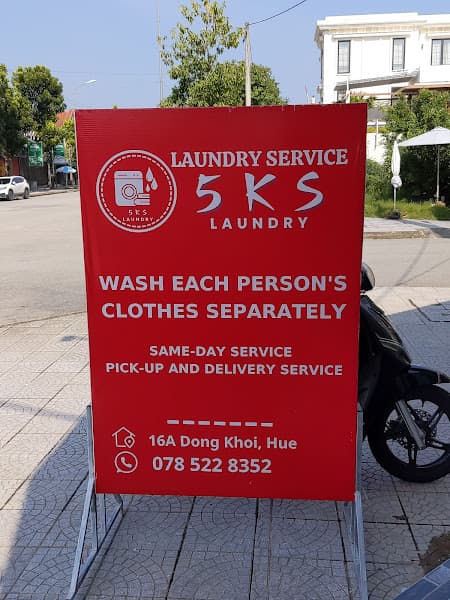 LAUNDRY SERVICE
5KS
LAUNDRY
5KS
LAUNDRY
WASH EACH PERSON'S
CLOTHES SEPARATELY
SAME-DAY SERVICE
PICK-UP AND DELIVERY SERVICE
16A Dong Khoi, Hue
078 522 8352